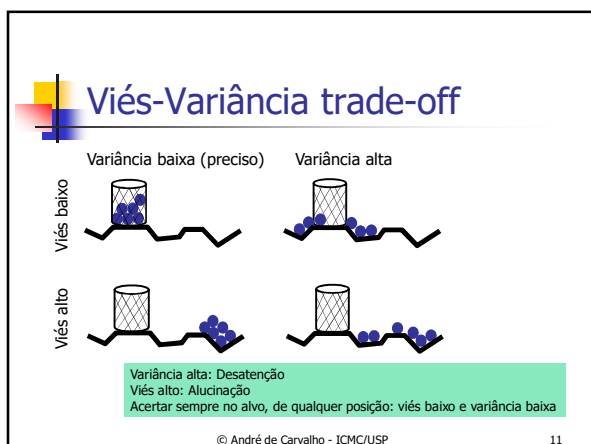 Viés-Variância trade-off
Variância baixa (preciso)
Variância alta
Viés baixo
Viés alto
Variância alta: Desatenção
Viés alto: Alucinação
Acertar sempre no alvo, de qualquer posição: viés baixo e variância baixa
© André de Carvalho - ICMC/USP
11